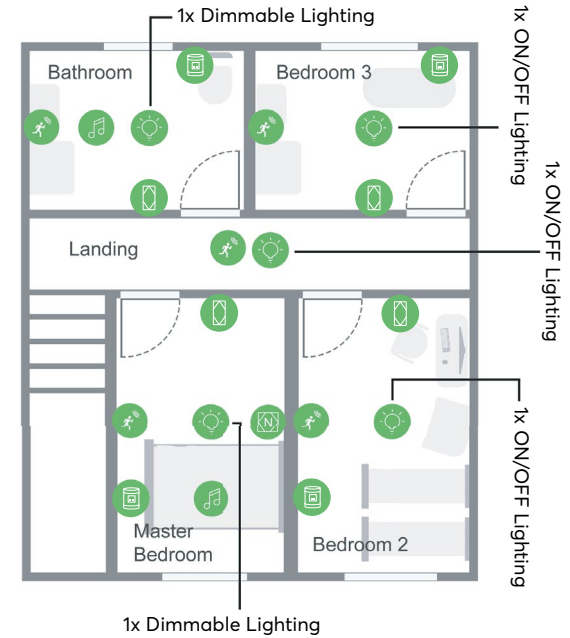 1x Dimmable Lighting
Bathroom
Bedroom 3
1x ON/OFF Lighting
Landing
1x ON/OFF Lighting
N
Master
Bedroom
Bedroom 2
1x ON/OFF Lighting
1x Dimmable Lighting